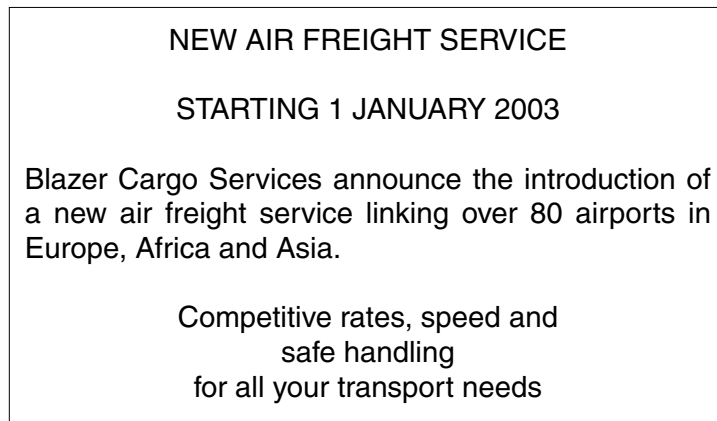 NEW AIR FREIGHT SERVICE
STARTING 1 JANUARY 2003
Blazer Cargo Services announce the introduction of
a new air freight service linking over 80 airports in
Europe, Africa and Asia.
Competitive rates, speed and
safe handling
for all your transport needs